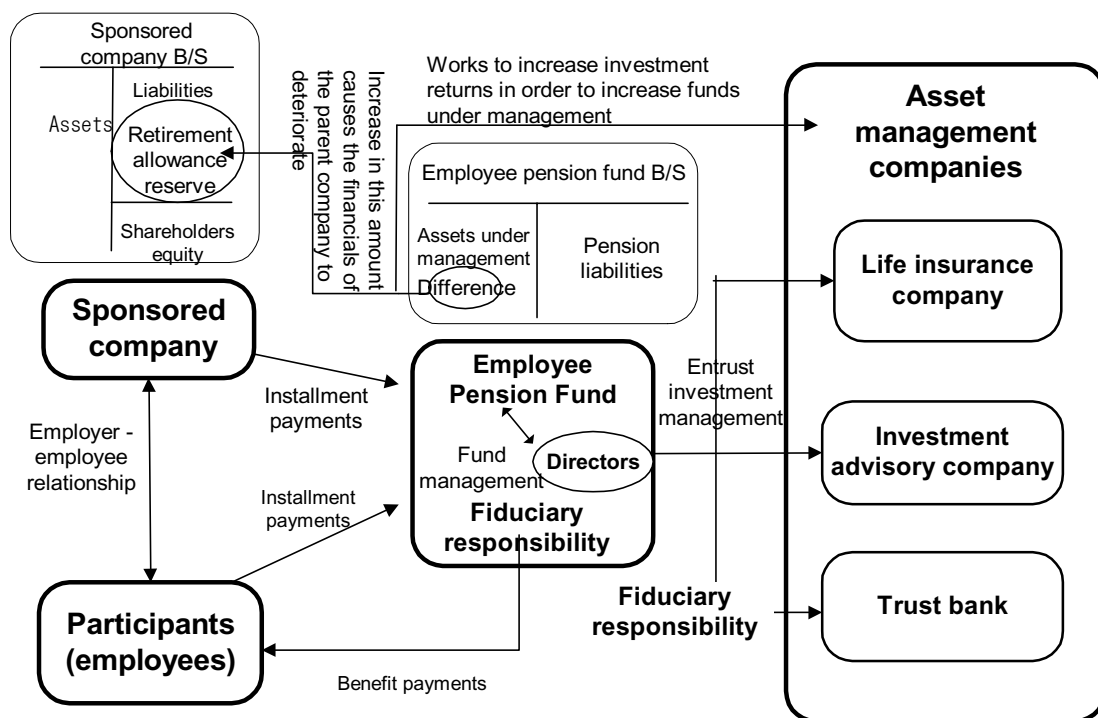 Sponsored
company B/S
Liabilities
Assets
Retirement
allowance
reserve
Shareholders
equity
Increase in this amount
causes the financials of
the parent company to
deteriorate
Works to increase investment
returns in order to increase funds
under management
Employee pension fund B/S
Assets under
management
Difference
Pension
liabilities
Asset
management
companies
Life insurance
company
Investment
advisory company
Trust bank
Sponsored
company
Installment
payments
Employer -
employee
relationship
Installment
payments
Participants
(employees)
Benefit payments
Employee
Pension Fund
Fund
management
Directors
Fiduciary
responsibility
Entrust
investment
management
Fiduciary
responsibility